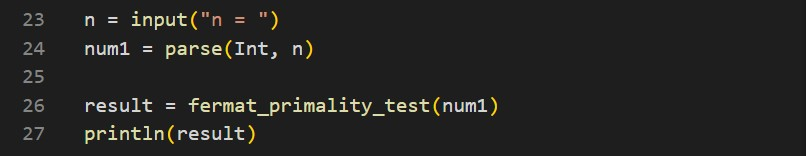 23 n = input("n = ")
24 num1 = parse(Int, n)
25
26 result = fermat_primality_test(num1)
27 println(result)